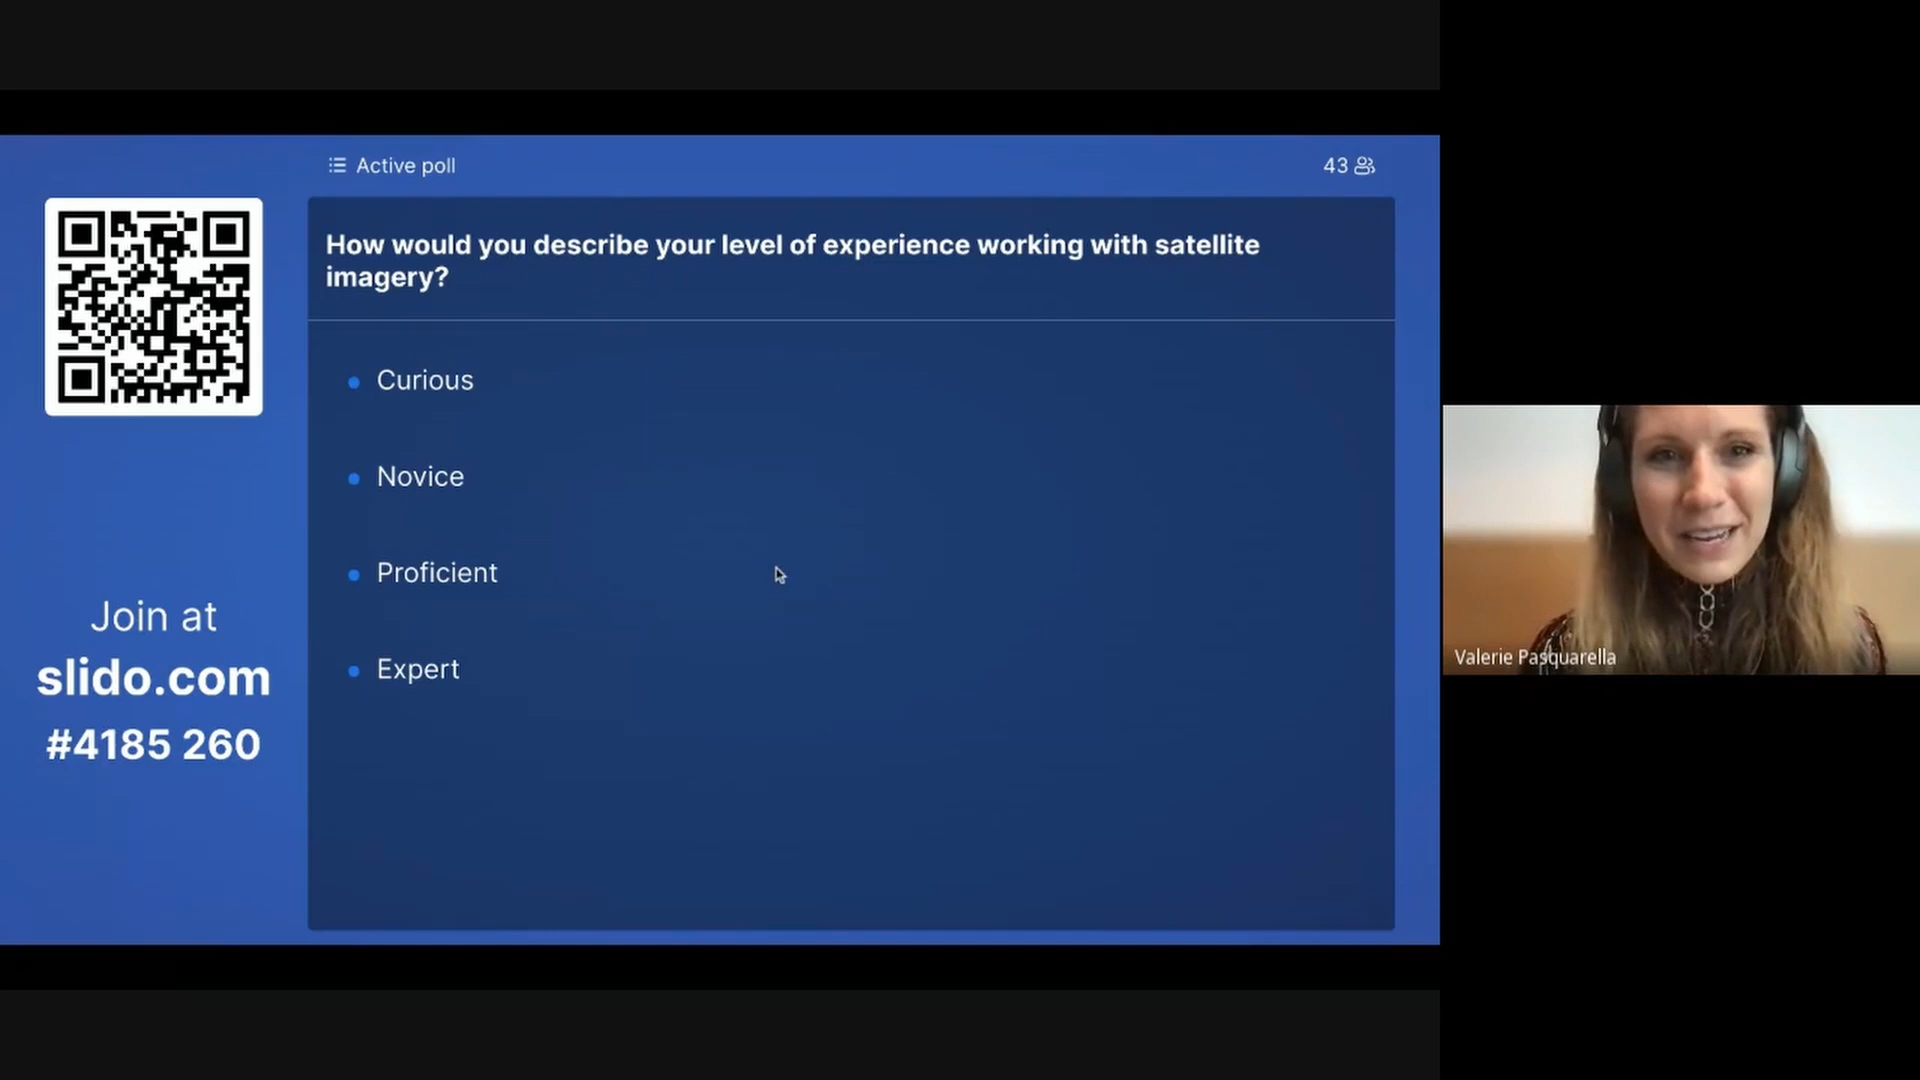 Active poll
43
How would you describe your level of experience working with satellite
imagery?
Curious
Novice
Proficient
Expert
Join at
slido.com
#4185 260
Valerie Pasquarella